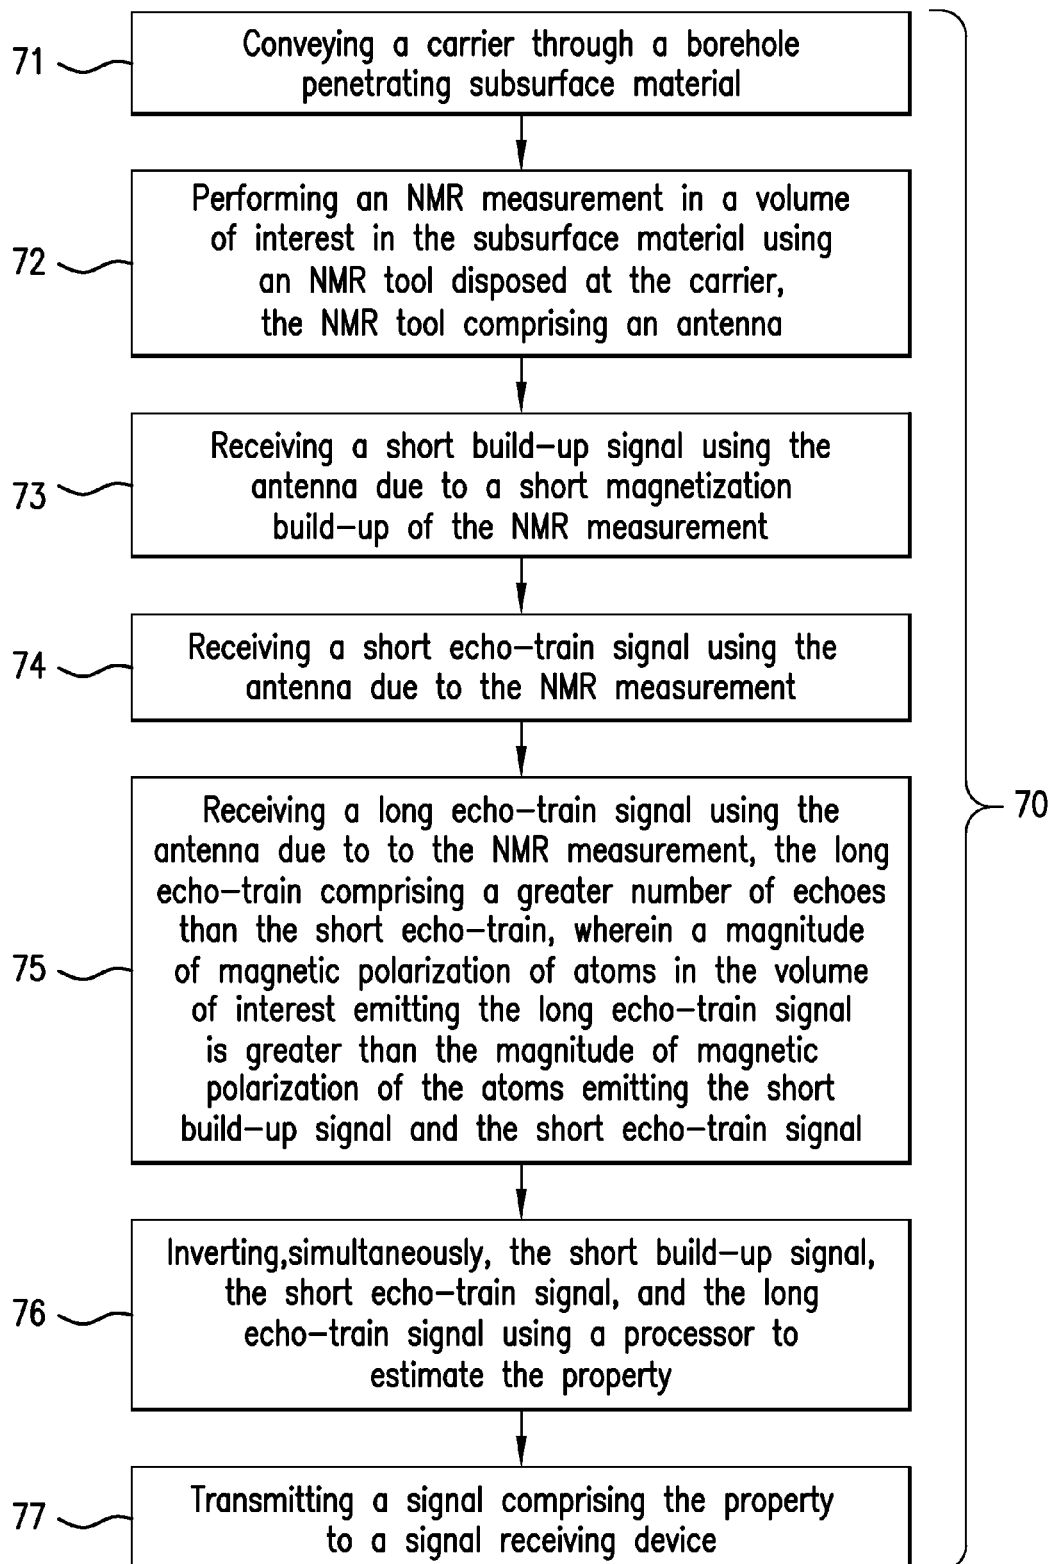 71
Conveying a carrier through a borehole
penetrating subsurface material
72
Performing an NMR measurement in a volume
of interest in the subsurface material using
an NMR tool disposed at the carrier,
the NMR tool comprising an antenna
73
Receiving a short build-up signal using the
antenna due to a short magnetization
build-up of the NMR measurement
74
Receiving a short echo-train signal using the
antenna due to the NMR measurement
75
Receiving a long echo-train signal using the
antenna due to to the NMR measurement, the long
echo-train comprising a greater number of echoes
than the short echo-train, wherein a magnitude
of magnetic polarization of atoms in the volume
of interest emitting the long echo-train signal
is greater than the magnitude of magnetic
polarization of the atoms emitting the short
build-up signal and the short echo-train signal
70
76
Inverting,simultaneously, the short build-up signal,
the short echo-train signal, and the long
echo-train signal using a processor to
estimate the property
77
Transmitting a signal comprising the property
to a signal receiving device